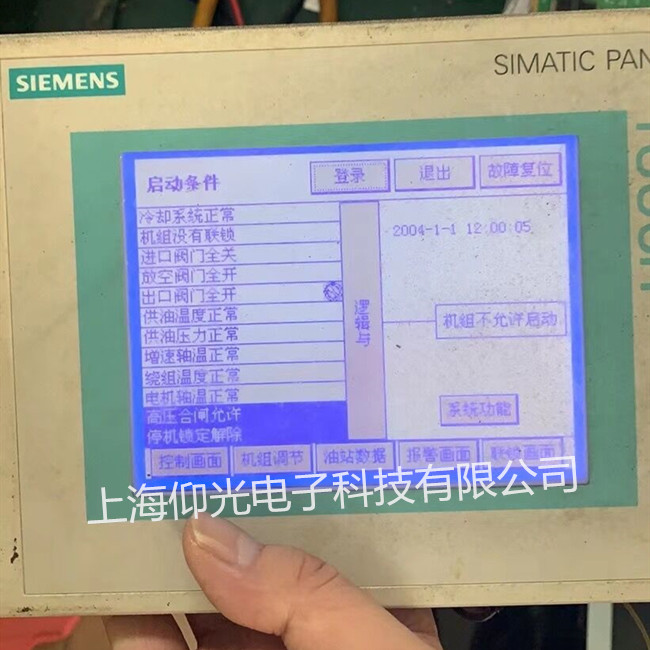 SIEMENS
SIMATIC PAN
启动条件
登录
退出
故障复位
冷却系统正常
机组没有联锁
进口阀门全关
放空阀门全开
出口阀门全开
供油温度正常
供油压力正常
增速轴温正常
绕组温度正常
电机轴温正常
高压合闸允许
停机锁定解除
逻辑与
2004-1-1 12:00:05
机组不允许启动
系统功能
控制画面
机组调节
油站数据
报警画面
联锁画面
上海仰光电子科技有限公司